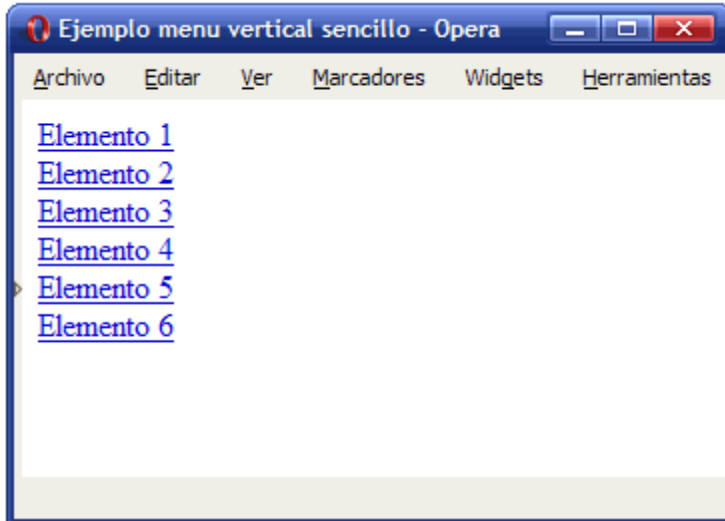 Ejemplo menu vertical sencillo - Opera
Archivo Editar Ver Marcadores Widgets Herramientas
Elemento 1
Elemento 2
Elemento 3
Elemento 4
Elemento 5
Elemento 6